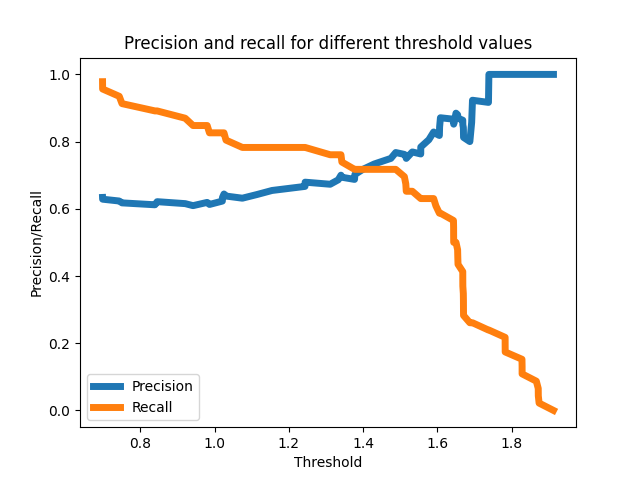 Precision and recall for different threshold values
Precision/Recall
1.0
0.8
0.6
0.4
0.2
0.0
Precision
Recall
0.8 1.0 1.2 1.4 1.6 1.8
Threshold